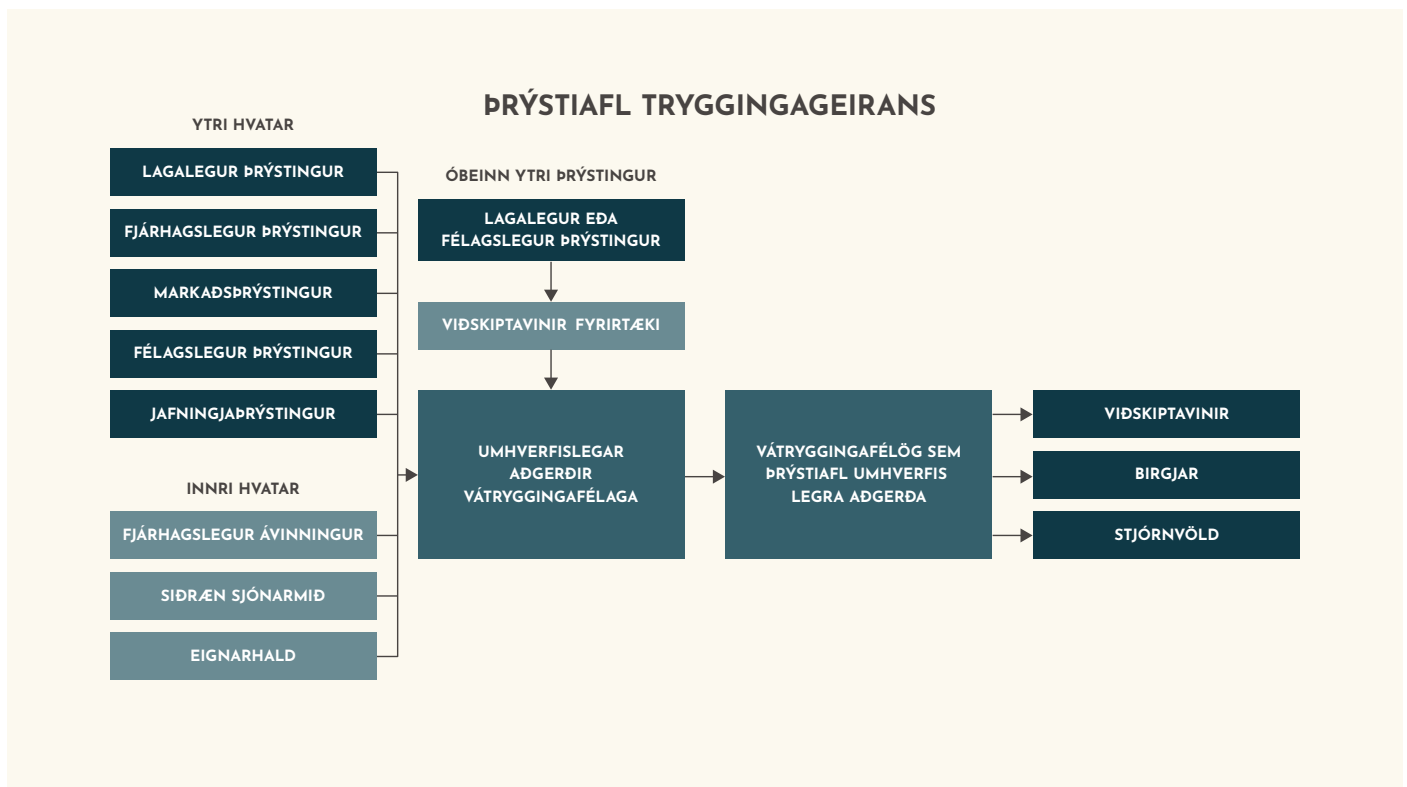 ÞRÝSTIAFL TRYGGINGAGEIRANS
YTRI HVATAR
LAGALEGUR ÞRÝSTINGUR
FJÁRHAGSLEGUR ÞRÝSTINGUR
MARKAÐSÞRÝSTINGUR
FÉLAGSLEGUR ÞRÝSTINGUR
JAFNINGJAÞRÝSTINGUR
INNRI HVATAR
FJÁRHAGSLEGUR ÁVINNINGUR
SIÐRÆN SJÓNARMIÐ
EIGNARHALD
ÓBEINN YTRI ÞRÝSTINGUR
LAGALEGUR EÐA
FÉLAGSLEGUR ÞRÝSTINGUR
VIÐSKIPTAVINIR FYRIRTÆKI
UMHVERFISLEGAR
AÐGERÐIR
VÁTRYGGINGAFÉLAGA
VÁTRYGGINGAFÉLÖG SEM
ÞRÝSTIAFL UMHVERFIS
LEGRA AÐGERÐA
VIÐSKIPTAVINIR
BIRGJAR
STJÓRNVÖLD